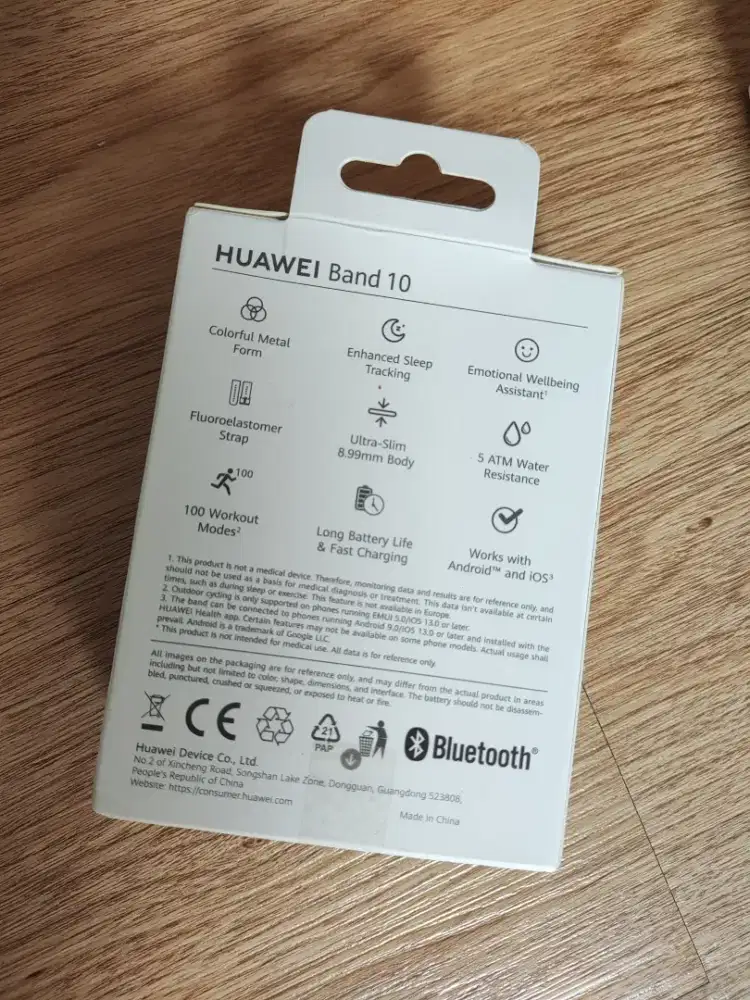 HUAWEI Band 10
Colorful Metal
Form
Enhanced Sleep
Tracking
Emotional Wellbeing
Assistant¹
Fluoroelastomer
Strap
Ultra-Slim
8.99mm Body
5 ATM Water
Resistance
100
100 Workout
Modes²
Long Battery Life
& Fast Charging
Works with
Android™ and iOS³
1. This product is not a medical device. Therefore, monitoring data and results are for reference only, and
should not be used as a basis for medical diagnosis or treatment. This data isn't available at certain
times, such as during sleep or exercise. This feature is not available in Europe.
2. Outdoor cycling is only supported on phones running EMUI 5.0/iOS 13.0 or later.
3. The band can be connected to phones running Android 9.0/iOS 13.0 or later and installed with the
HUAWEI Health app. Certain features may not be available on some phone models. Actual usage shall
prevail. Android is a trademark of Google LLC.
* This product is not intended for medical use. All data is for reference only.
All images on the packaging are for reference only, and may differ from the actual product in areas
including but not limited to color, shape, dimensions, and interface. The battery should not be disassem-
bled, punctured, crushed or squeezed, or exposed to heat or fire.
CE
21
PAP
Bluetooth®
Huawei Device Co., Ltd.
No.2 of Xincheng Road, Songshan Lake Zone, Dongguan, Guangdong 523808,
People's Republic of China
Website: https://consumer.huawei.com
Made in China